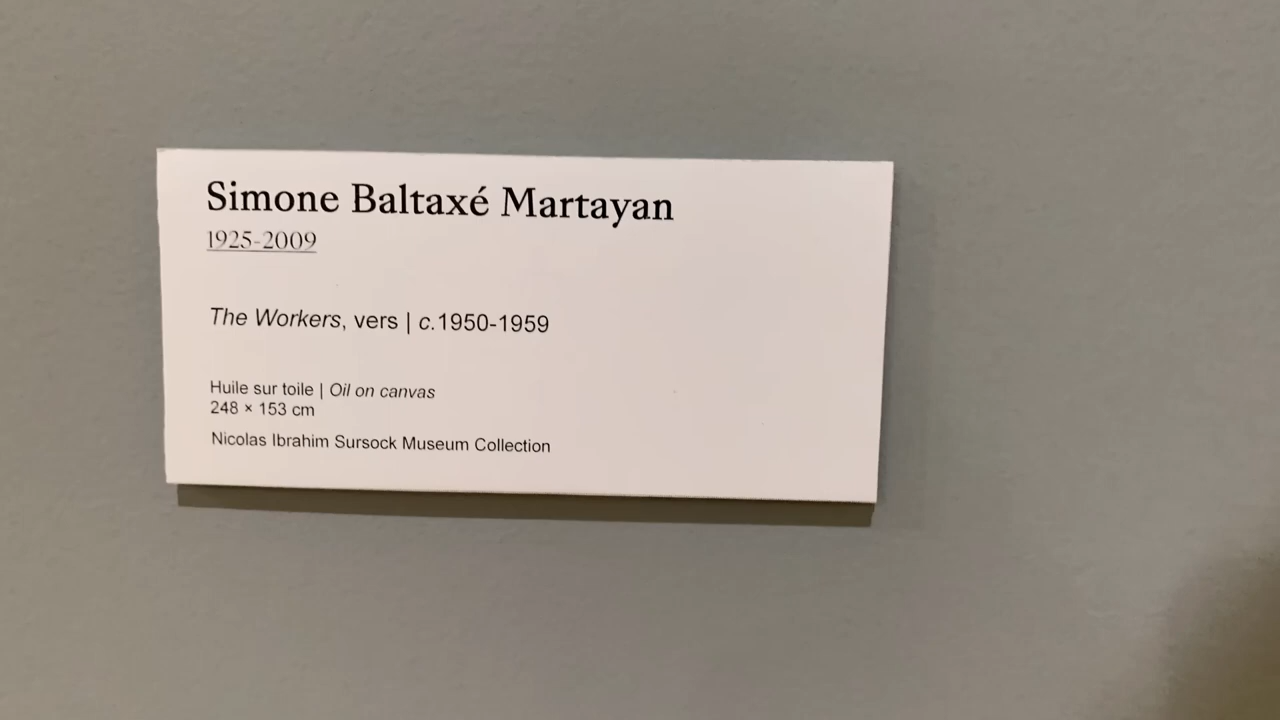 Simone Baltaxé Martayan
1925-2009
The Workers, vers | c.1950-1959
Huile sur toile | Oil on canvas
248 × 153 cm
Nicolas Ibrahim Sursock Museum Collection